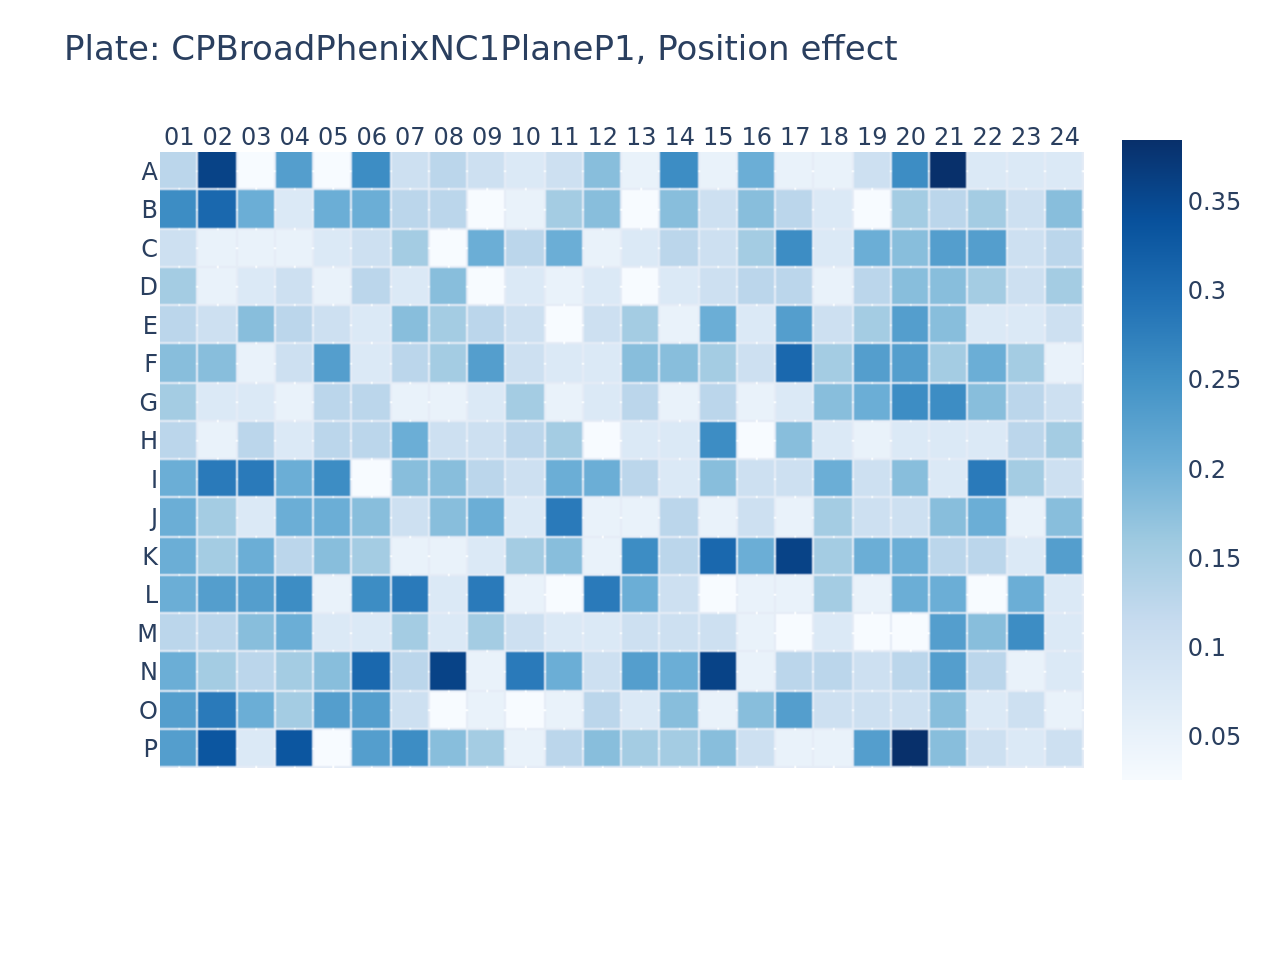 Plate: CPBroadPhenixNC1PlaneP1, Position effect
01 02 03 04 05 06 07 08 09 10 11 12 13 14 15 16 17 18 19 20 21 22 23 24
A
B
C
D
E
F
G
H
I
J
K
L
M
N
O
P
0.35
0.3
0.25
0.2
0.15
0.1
0.05